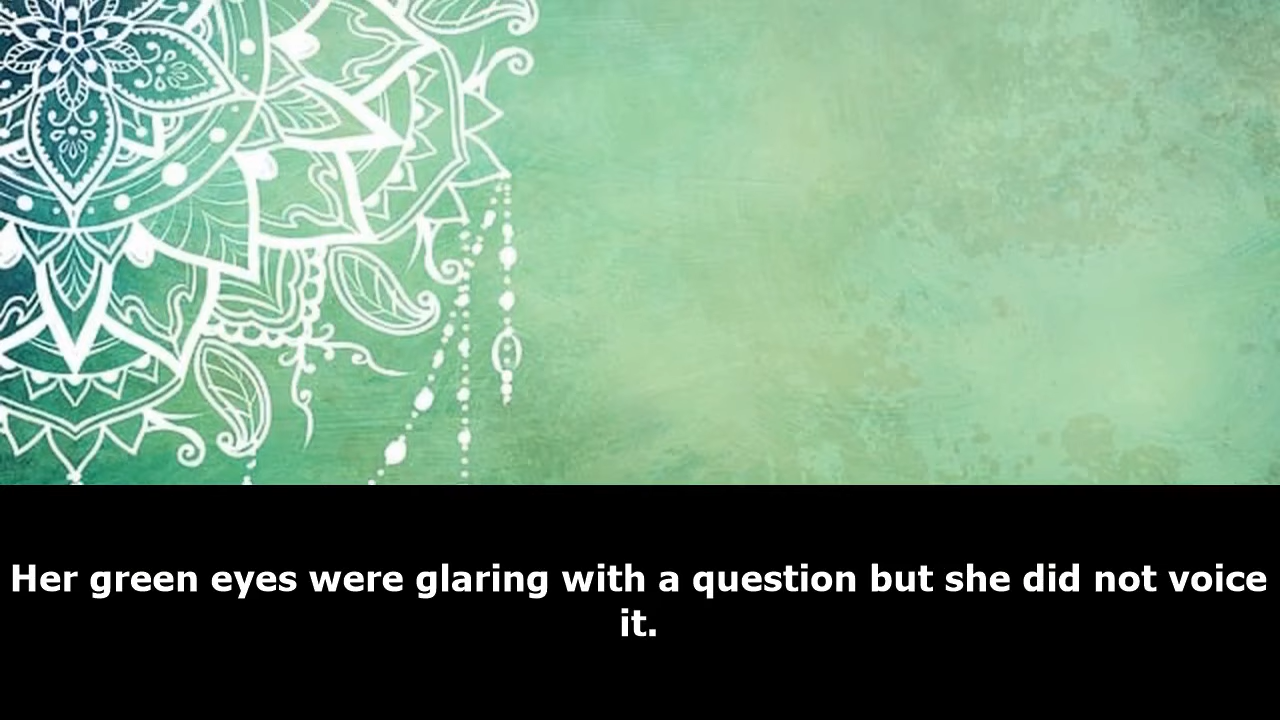 Her green eyes were glaring with a question but she did not voice
it.